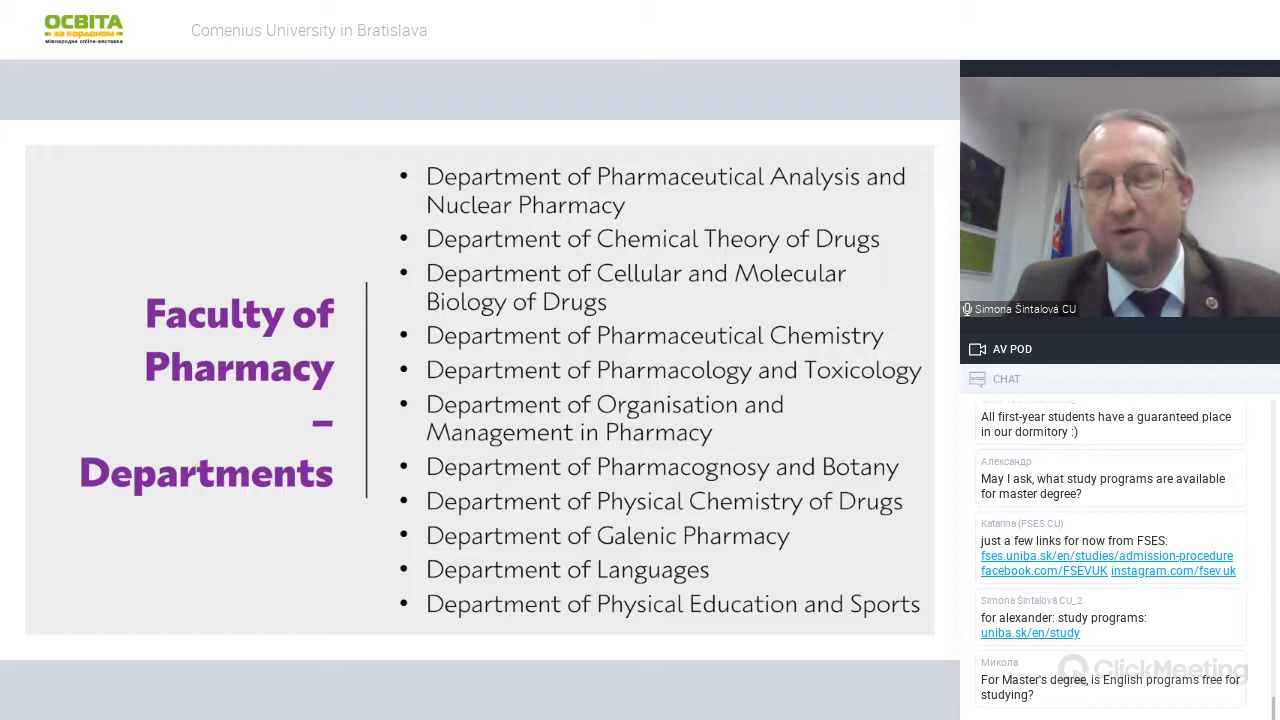 ОСВІТА
за кордоном
міжнародна online-виставка
Comenius University in Bratislava
Faculty of
Pharmacy
–
Departments
• Department of Pharmaceutical Analysis and
Nuclear Pharmacy
• Department of Chemical Theory of Drugs
• Department of Cellular and Molecular
Biology of Drugs
• Department of Pharmaceutical Chemistry
• Department of Pharmacology and Toxicology
• Department of Organisation and
Management in Pharmacy
• Department of Pharmacognosy and Botany
• Department of Physical Chemistry of Drugs
• Department of Galenic Pharmacy
• Department of Languages
• Department of Physical Education and Sports
Simona Šintalová CU
AV POD
CHAT
All first-year students have a guaranteed place
in our dormitory :)
Александр
May I ask, what study programs are available
for master degree?
Katarina (FSES CU)
just a few links for now from FSES:
fses.uniba.sk/en/studies/admission-procedure
facebook.com/FSEVUK instagram.com/fsev.uk
Simona Šintalová CU_2
for alexander: study programs:
uniba.sk/en/study
Микола
For Master's degree, is English programs free for
studying?
ClickMeeting